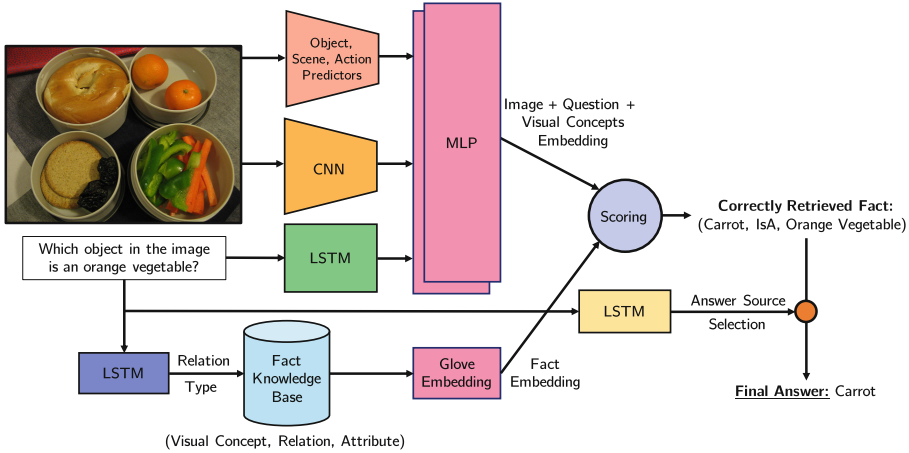 Object,
Scene, Action
Predictors
CNN
LSTM
MLP
Image + Question +
Visual Concepts
Embedding
Scoring
Correctly Retrieved Fact:
(Carrot, IsA, Orange Vegetable)
Which object in the image
is an orange vegetable?
LSTM
Answer Source
Selection
LSTM
Relation
Type
Fact
Knowledge
Base
Glove
Embedding
Fact
Embedding
Final Answer: Carrot
(Visual Concept, Relation, Attribute)